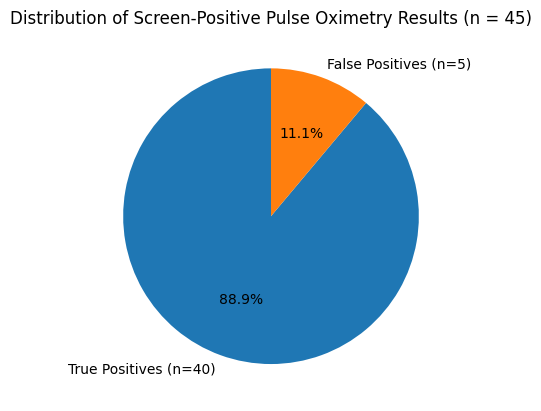 Distribution of Screen-Positive Pulse Oximetry Results (n = 45)
False Positives (n=5)
11.1%
88.9%
True Positives (n=40)